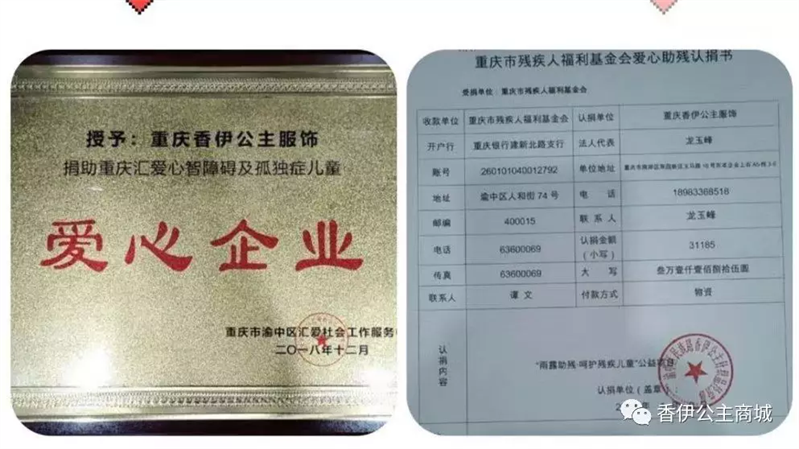 授予：重庆香伊公主服饰
捐助重庆汇爱心智障碍及孤独症儿童
爱心企业
重庆市渝中区汇爱社会工作服务
二〇一八年十二月
重庆市残疾人福利基金会爱心助残认捐书
受捐单位：重庆市残疾人福利基金会
收款单位 重庆市残疾人福利基金会 认捐单位 重庆香伊公主服饰
开户行 重庆银行建新北路支行 法人代表 龙玉峰
账号 260101040012792 单位地址
地址 渝中区人和街74号 电话 18983368518
邮编 400015 联系人 龙玉峰
电话 63600069 认捐金额（小写） 31185
传真 63600069 大写 叁万壹仟壹佰捌拾伍圆
联系人 谭文 付款方式 物资
认捐内容
“雨露助残·呵护残疾儿童”公益项目
认捐单位（盖章）
香伊公主商城